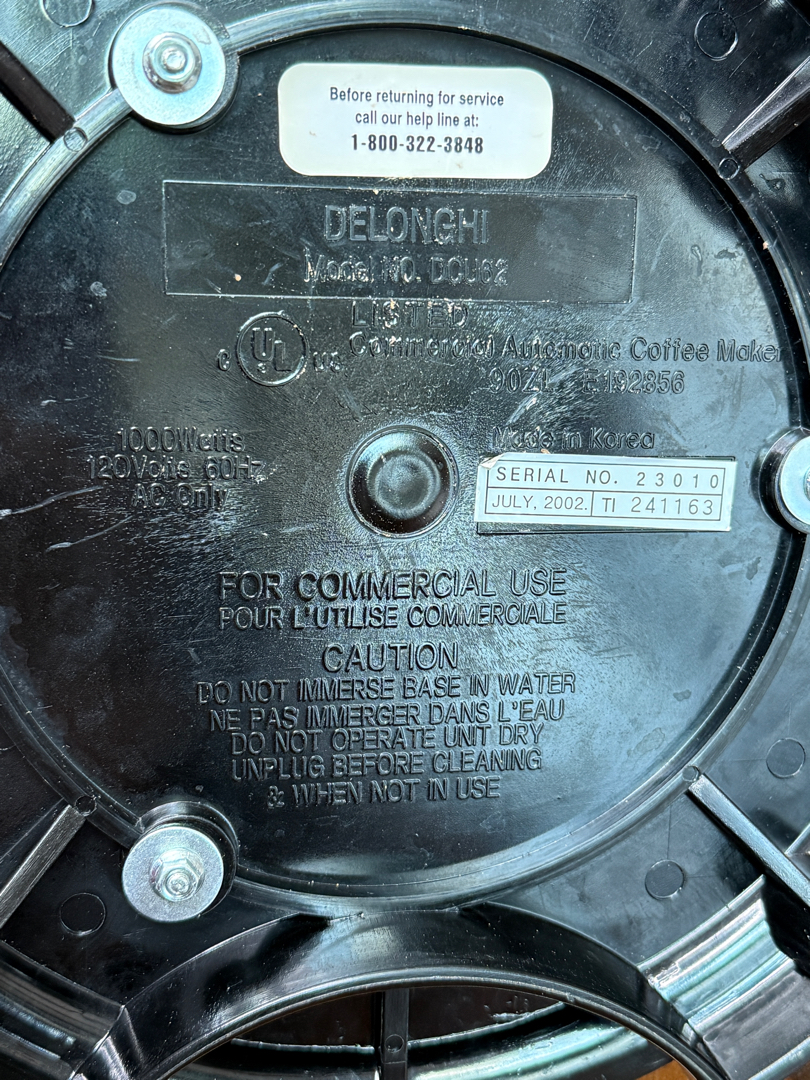 Before returning for service
call our help line at:
1-800-322-3848
DELONGHI
Model NO. DCU62
LISTED
C UL US
Commercial Automatic Coffee Maker
90ZL E192856
1000Watts
120Volts 60Hz
AC Only
Made in Korea
SERIAL NO. 23010
JULY, 2002. TI 241163
FOR COMMERCIAL USE
POUR L'UTILISE COMMERCIALE
CAUTION
DO NOT IMMERSE BASE IN WATER
NE PAS IMMERGER DANS L'EAU
DO NOT OPERATE UNIT DRY
UNPLUG BEFORE CLEANING
& WHEN NOT IN USE